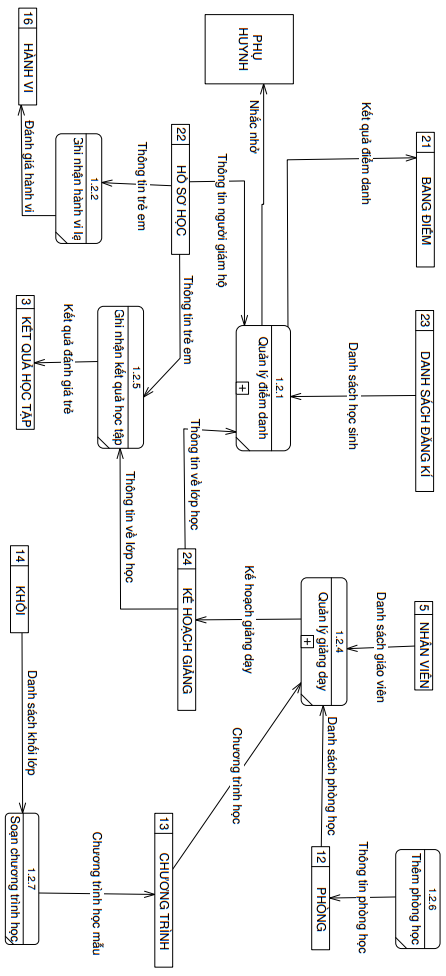 21 BẢNG ĐIỂM
23 DANH SÁCH ĐĂNG KÍ
5 NHÂN VIÊN
1.2.6
Thêm phòng học
Kết quả điểm danh
Danh sách học sinh
Danh sách giáo viên
Thông tin phòng học
1.2.4
Quản lý giảng dạy
Danh sách phòng học
12 PHÒNG
PHỤ
HUYNH
Nhắc nhở
1.2.1
Quản lý điểm danh
Kế hoạch giảng dạy
Thông tin người giám hộ
Chương trình học
22 HỒ SƠ HỌC
Thông tin trẻ em
Thông tin về lớp học
24 KẾ HOẠCH GIẢNG
13 CHƯƠNG TRÌNH
Thông tin trẻ em
1.2.5
Ghi nhận kết quả học tập
Thông tin về lớp học
1.2.2
Ghi nhận hành vi lạ
Chương trình học mẫu
Kết quả đánh giá trẻ
Đánh giá hành vi
Danh sách khối lớp
1.2.7
Soạn chương trình học
16 HÀNH VI
3 KẾT QUẢ HỌC TẬP
14 KHỐI